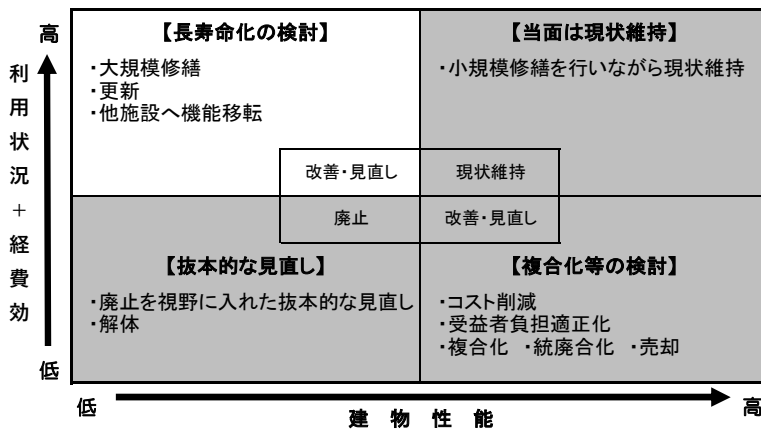 高
利用状況＋経費効
低
【長寿命化の検討】
・大規模修繕
・更新
・他施設へ機能移転
【当面は現状維持】
・小規模修繕を行いながら現状維持
改善・見直し
現状維持
廃止
改善・見直し
【抜本的な見直し】
・廃止を視野に入れた抜本的な見直し
・解体
【複合化等の検討】
・コスト削減
・受益者負担適正化
・複合化 ・統廃合化 ・売却
低
建物性能
高